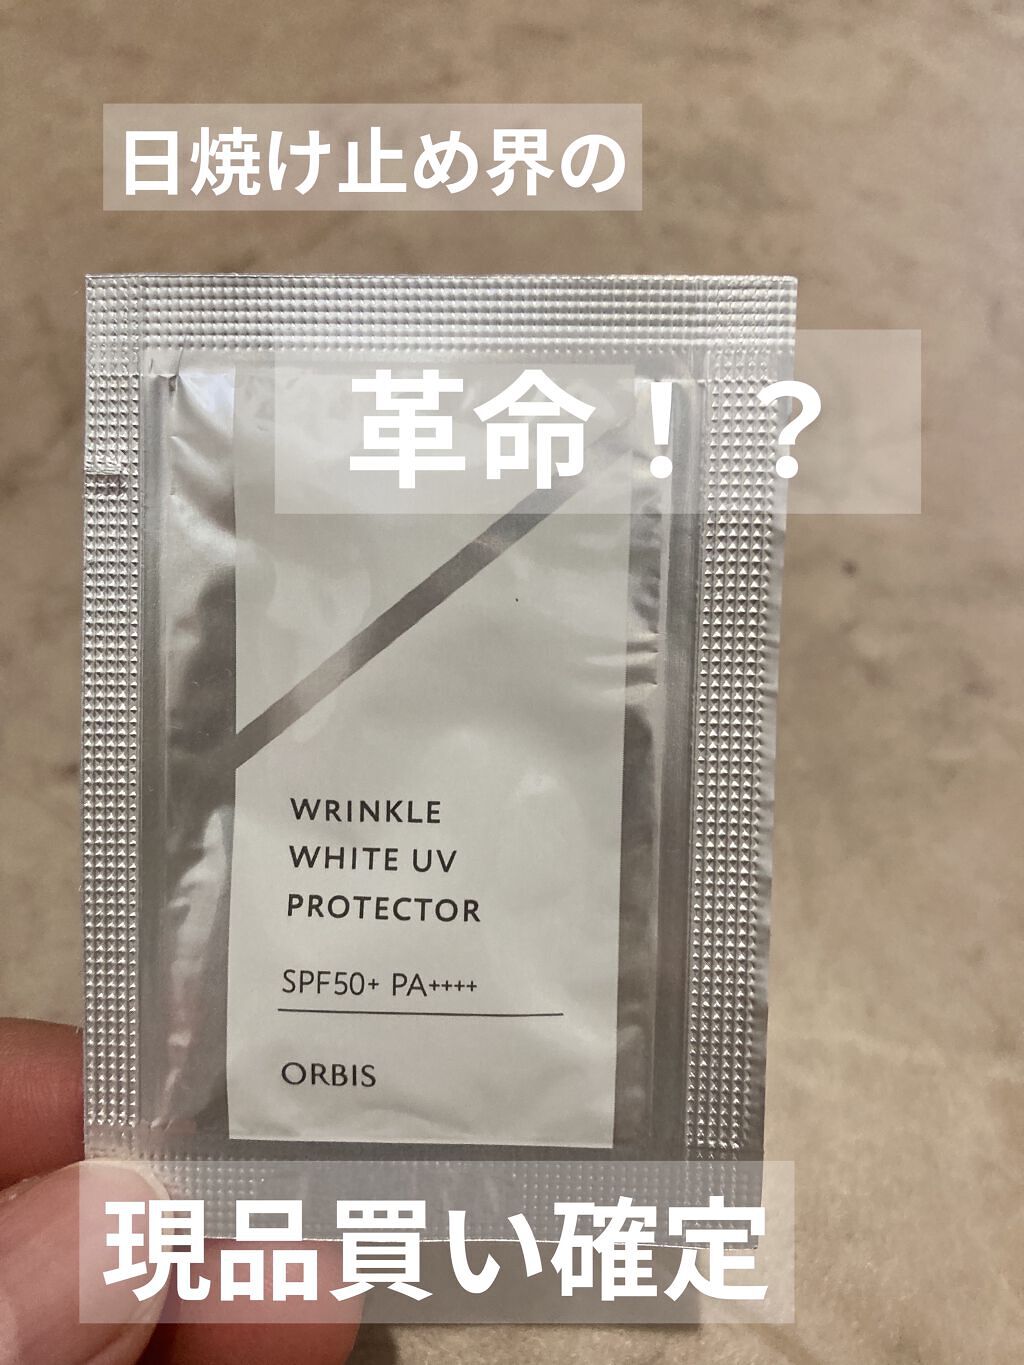 日焼け止め界の
革命！？
WRINKLE
WHITE UV
PROTECTOR
SPF50+ PA++++
ORBIS
現品買い確定